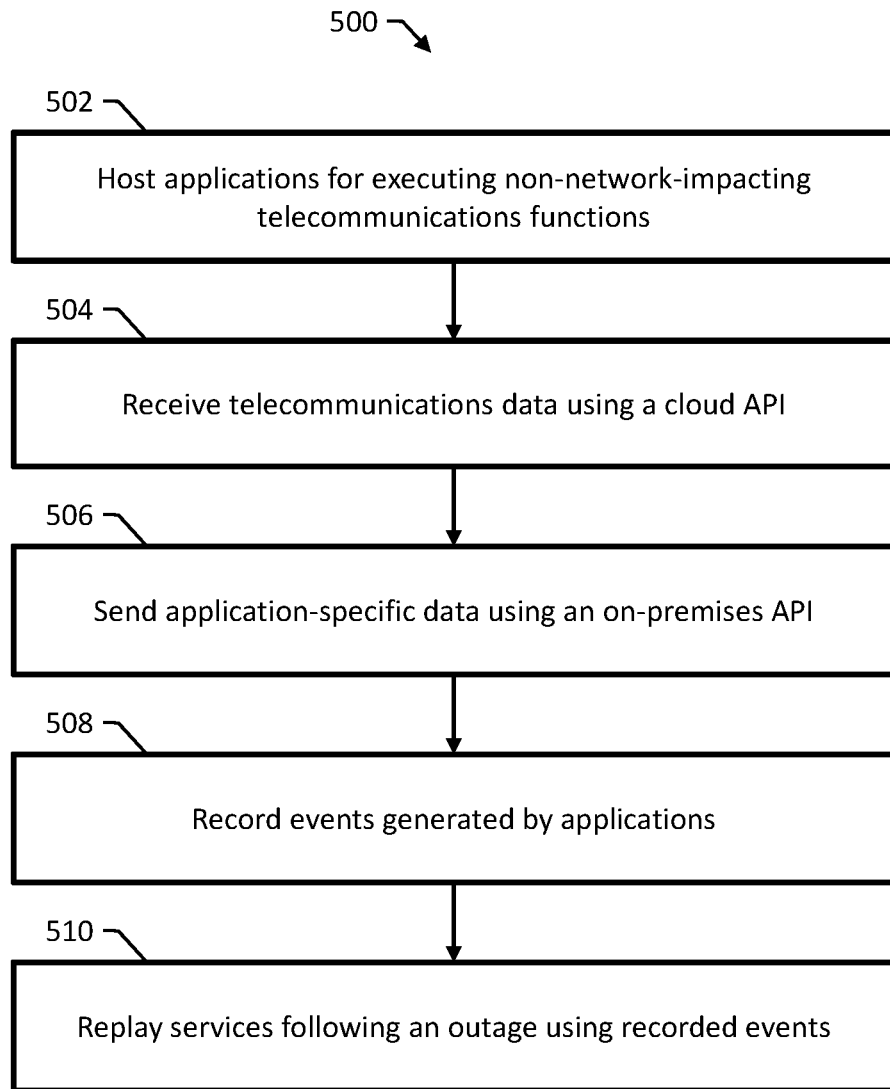 500
502
Host applications for executing non-network-impacting
telecommunications functions
504
Receive telecommunications data using a cloud API
506
Send application-specific data using an on-premises API
508
Record events generated by applications
510
Replay services following an outage using recorded events